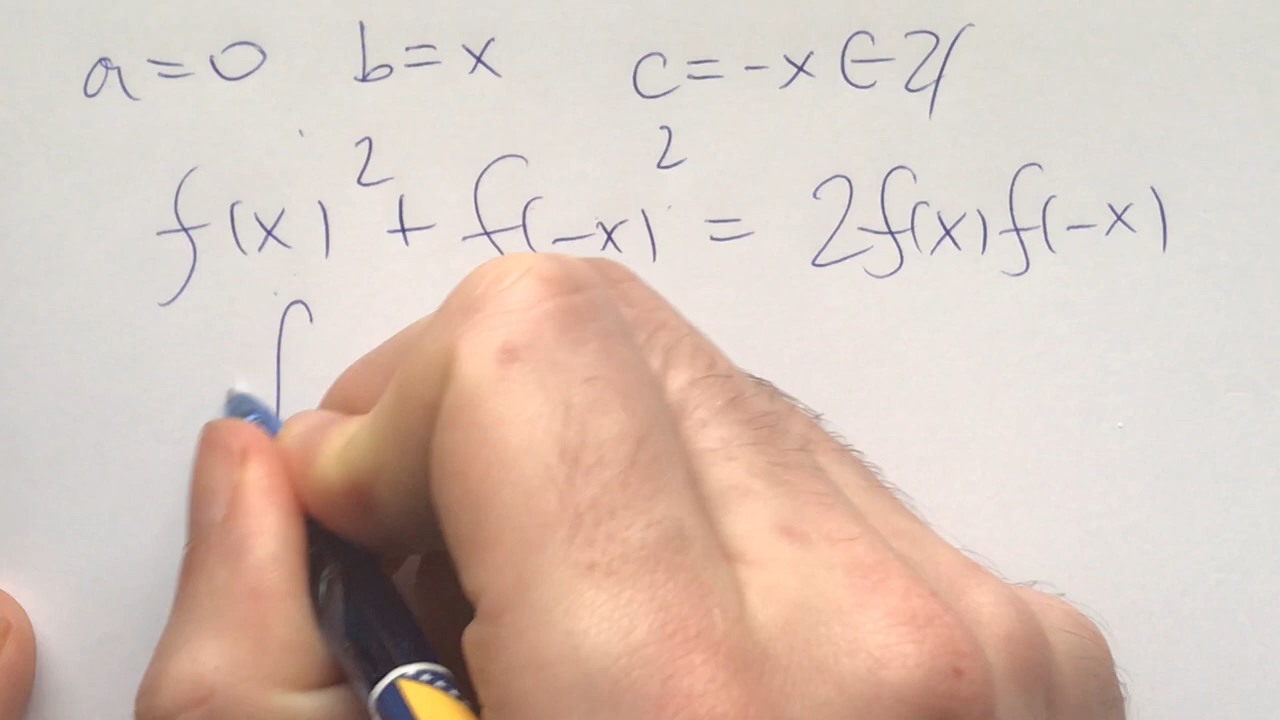 a=0 b=x c=-x∈ℤ
f(x)² + f(-x)² = 2f(x)f(-x)
f